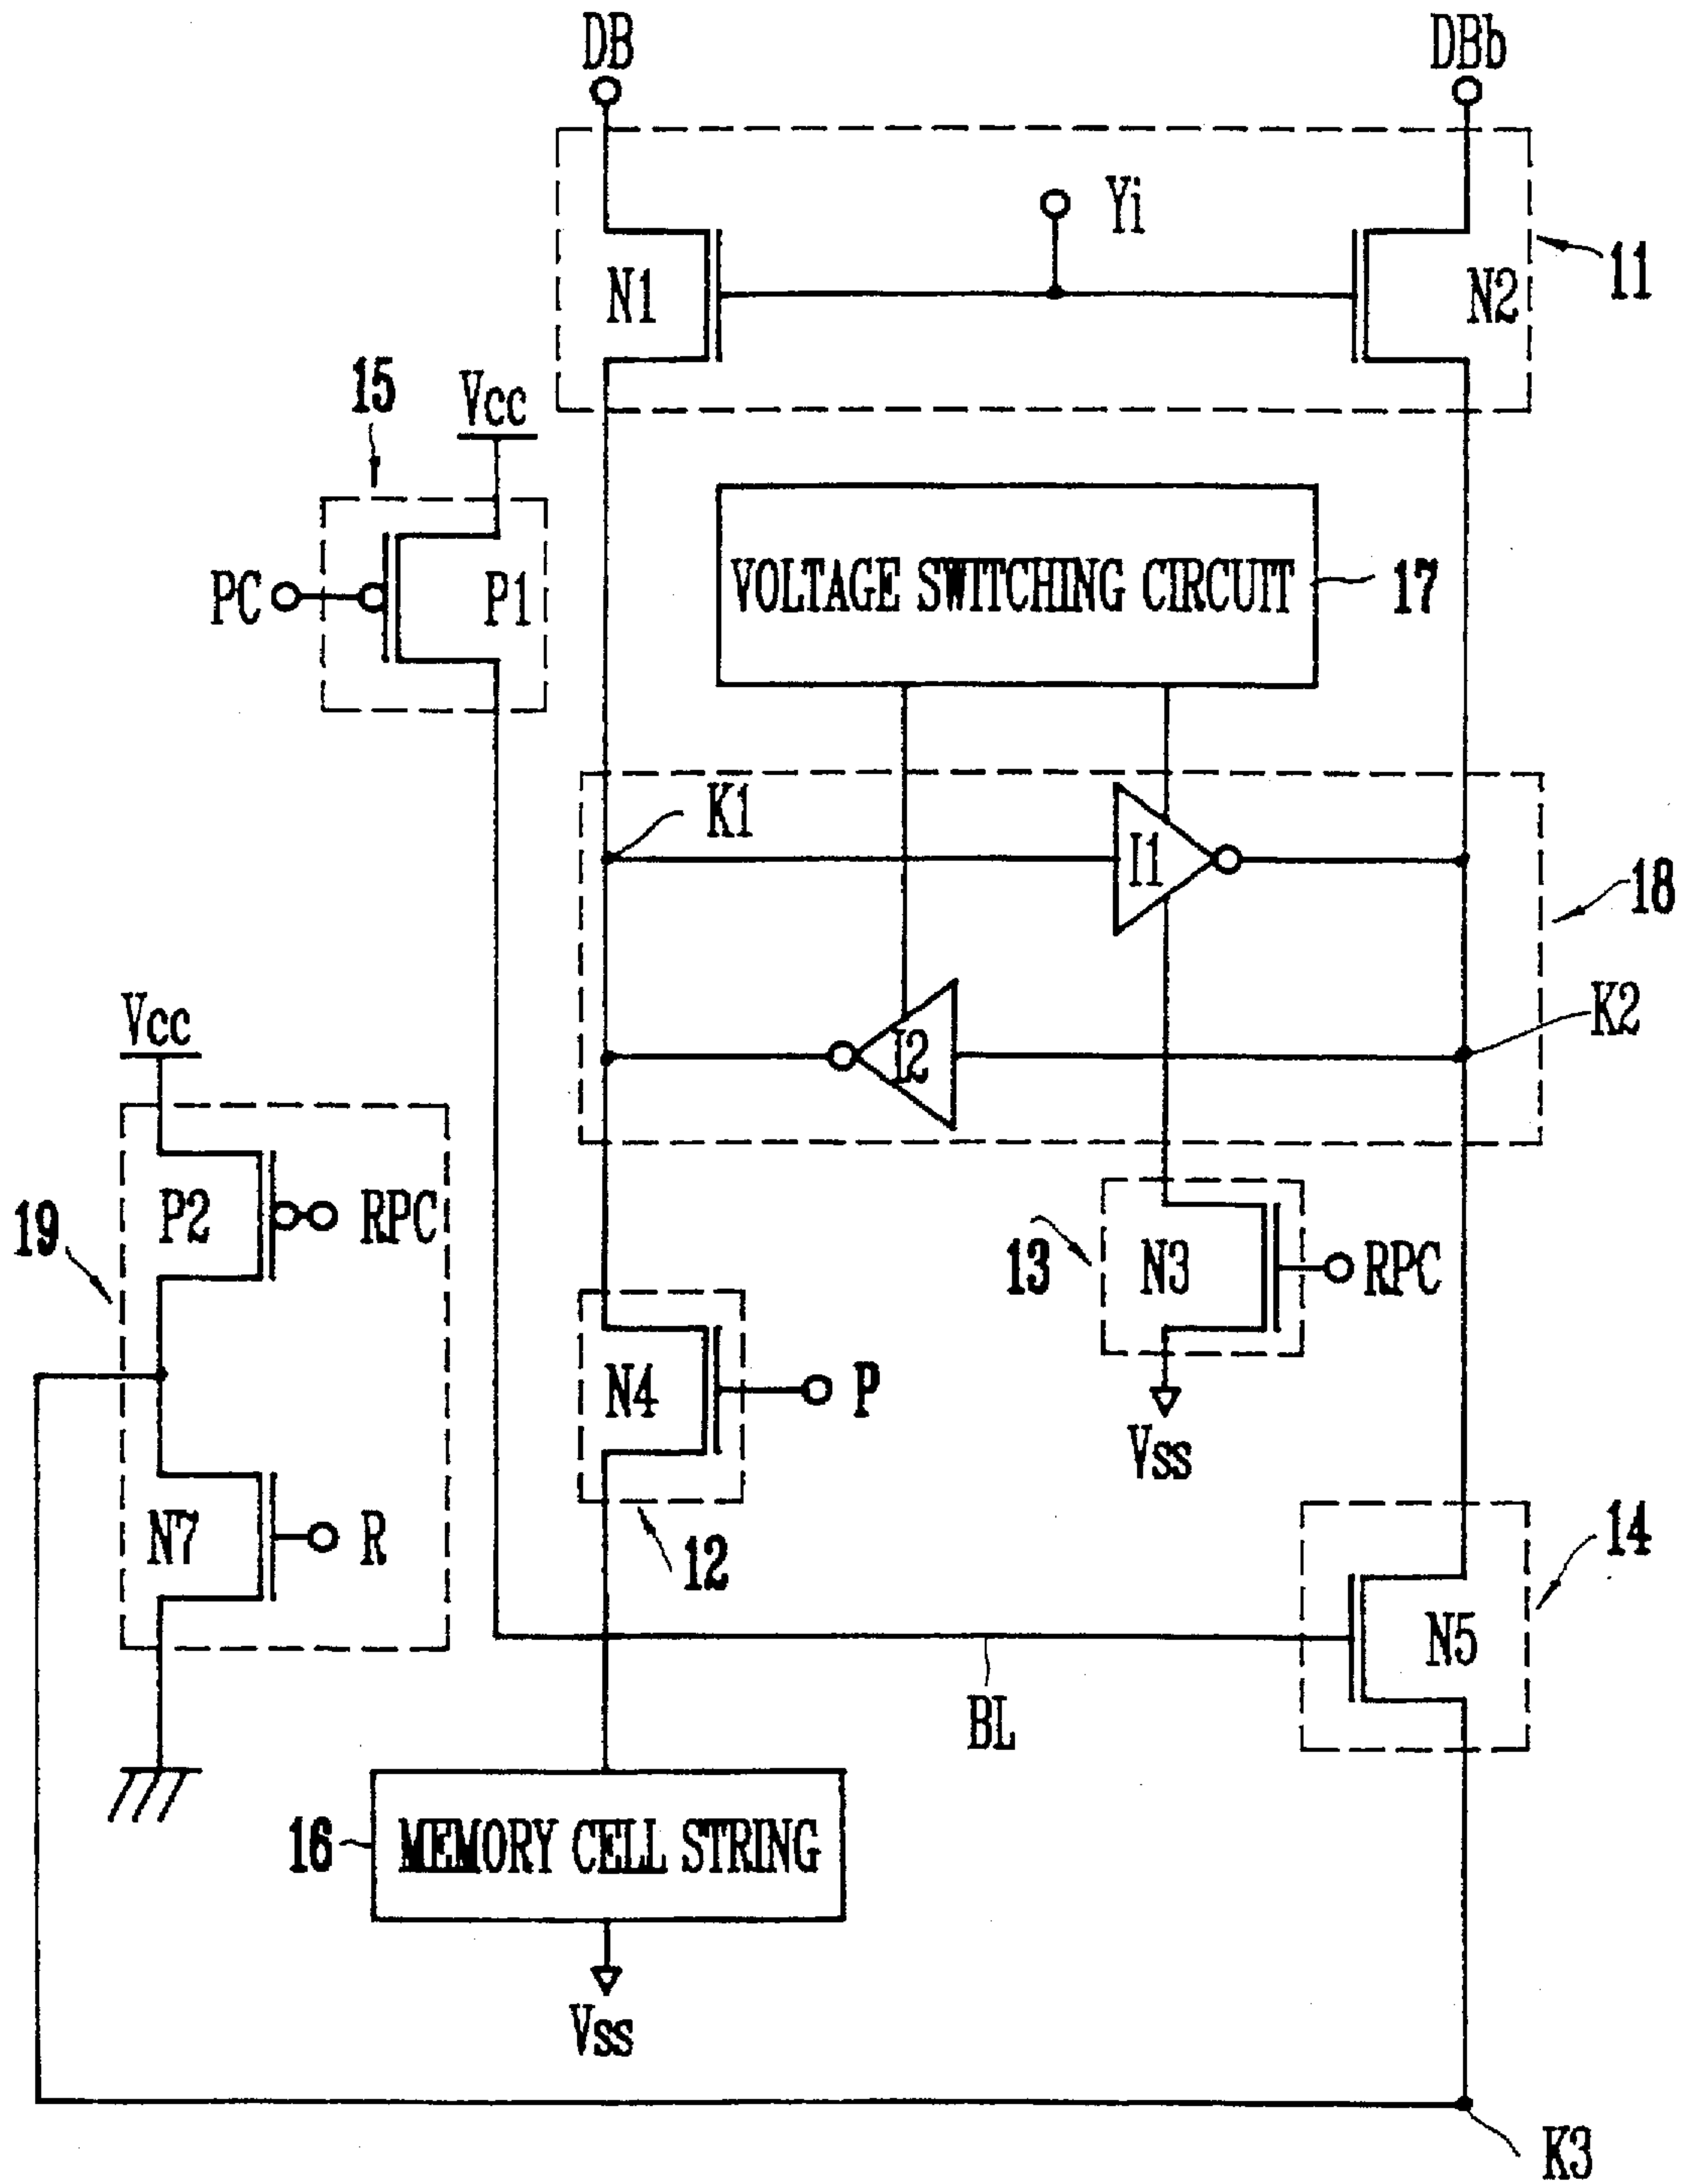 DB
DBb
Yi
N1
N2
11
15
Vcc
PC
P1
VOLTAGE SWITCHING CIRCUIT
17
K1
I1
18
Vcc
I2
K2
P2
RPC
19
13
N3
RPC
N4
P
Vss
N7
R
12
14
N5
BL
16
MEMORY CELL STRING
Vss
K3